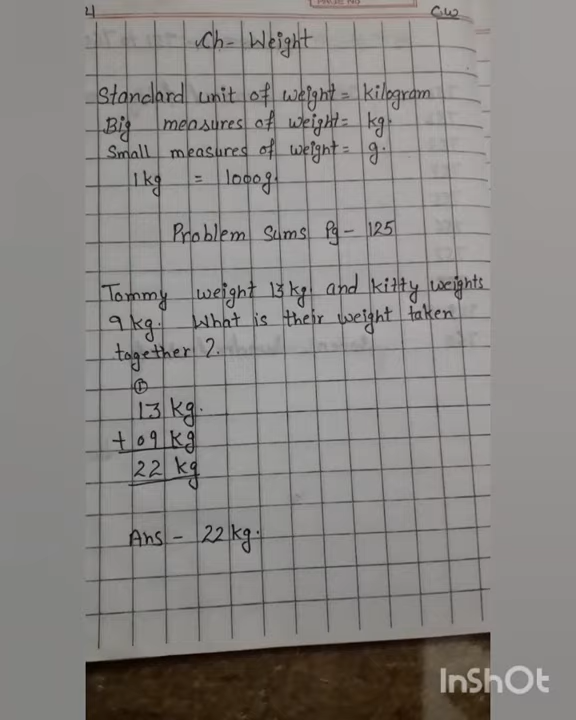 4
C.W
Ch- Weight
Standard unit of weight = kilogram
Big measures of weight = kg.
Small measures of weight = g.
1kg = 1000g.
Problem Sums Pg - 125
Tommy weight 13 kg. and kitty weights
9 kg. What is their weight taken
together ?.
1
13 kg.
+ 09 kg
22 kg
Ans - 22 kg.
InShOt